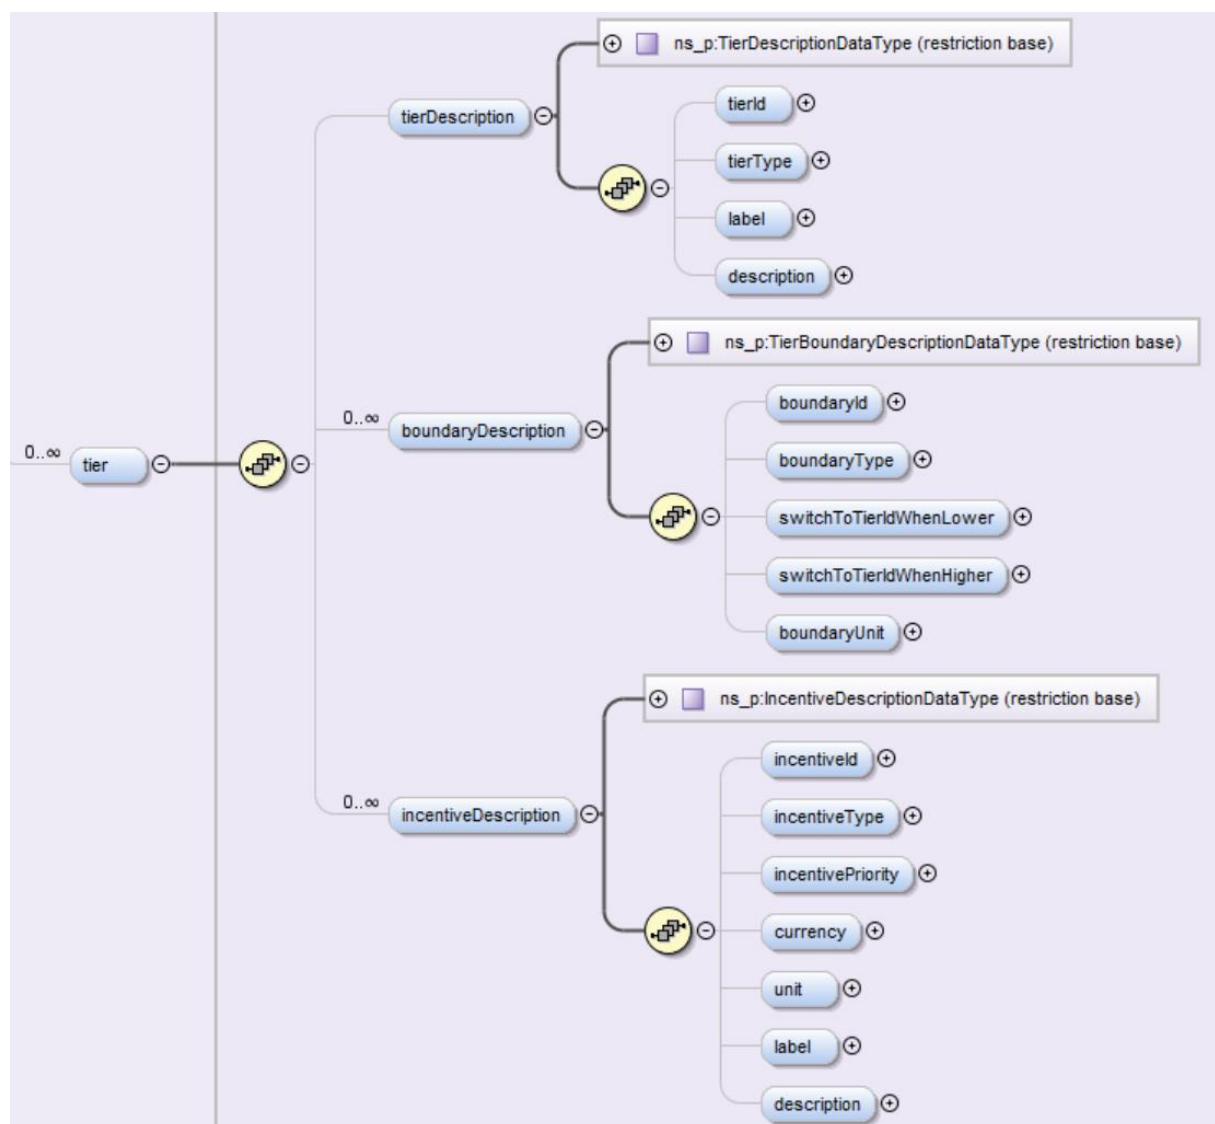 ns_p:TierDescriptionDataType (restriction base)
tierDescription
tierId
tierType
label
description
ns_p:TierBoundaryDescriptionDataType (restriction base)
boundaryId
0..∞
boundaryDescription
boundaryType
0..∞
tier
switchToTierIdWhenLower
switchToTierIdWhenHigher
boundaryUnit
ns_p:IncentiveDescriptionDataType (restriction base)
incentiveId
0..∞
incentiveDescription
incentiveType
incentivePriority
currency
unit
label
description